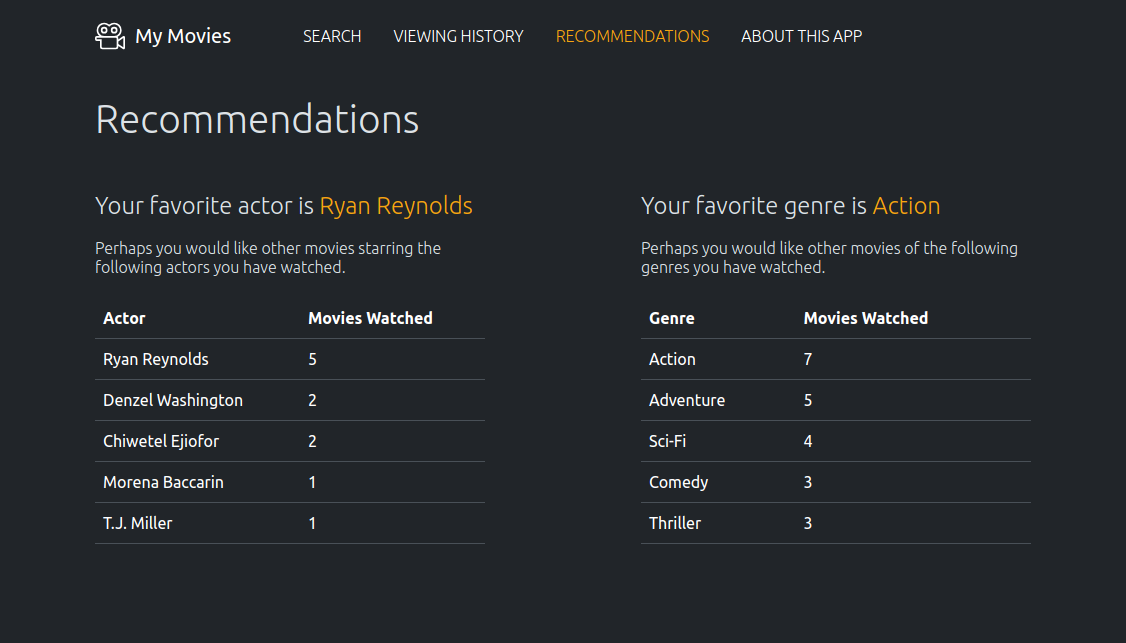 My Movies SEARCH VIEWING HISTORY RECOMMENDATIONS ABOUT THIS APP
Recommendations
Your favorite actor is Ryan Reynolds
Perhaps you would like other movies starring the
following actors you have watched.
Actor Movies Watched
Ryan Reynolds 5
Denzel Washington 2
Chiwetel Ejiofor 2
Morena Baccarin 1
T.J. Miller 1
Your favorite genre is Action
Perhaps you would like other movies of the following
genres you have watched.
Genre Movies Watched
Action 7
Adventure 5
Sci-Fi 4
Comedy 3
Thriller 3